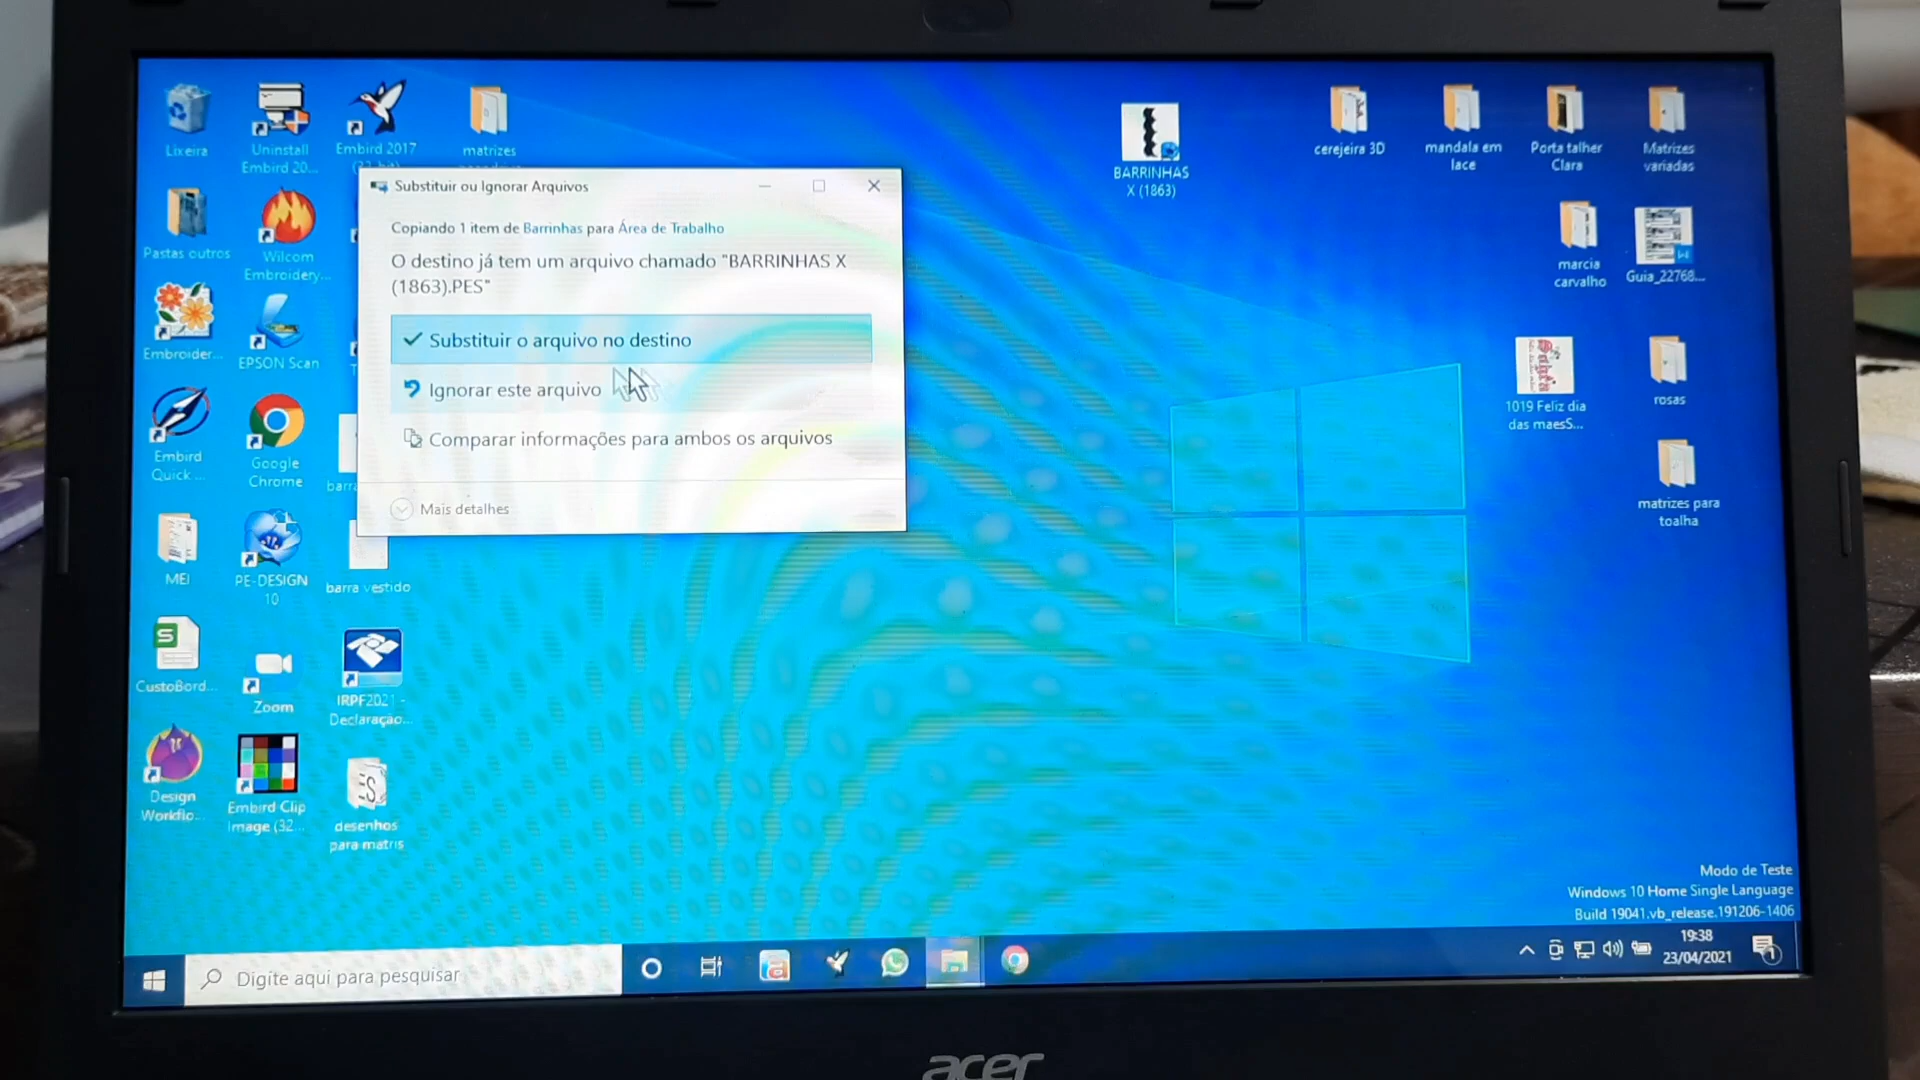 Lixeira
Uninstall
Embird 20...
Embird 2017
matrizes
BARRINHAS
X (1863)
cerejeira 3D
mandala em
lace
Porta talher
Clara
Matrizes
variadas
Substituir ou Ignorar Arquivos
Copiando 1 item de Barrinhas para Área de Trabalho
O destino já tem um arquivo chamado "BARRINHAS X
(1863).PES"
Substituir o arquivo no destino
Ignorar este arquivo
Comparar informações para ambos os arquivos
Mais detalhes
Pastas outros
Wilcom
Embroidery...
marcia
carvalho
Guia_22768...
Embroider...
EPSON Scan
1019 Feliz dia
das maesS...
rosas
Embird
Quick ...
Google
Chrome
barra
matrizes para
toalha
MEI
PE-DESIGN
10
barra vestido
S
CustoBord...
Zoom
IRPF2021 -
Declaração...
Design
Workflo...
Embird Clip
Image (32...
desenhos
para matris
Modo de Teste
Windows 10 Home Single Language
Build 19041.vb_release.191206-1406
Digite aqui para pesquisar
19:38
23/04/2021
1
acer